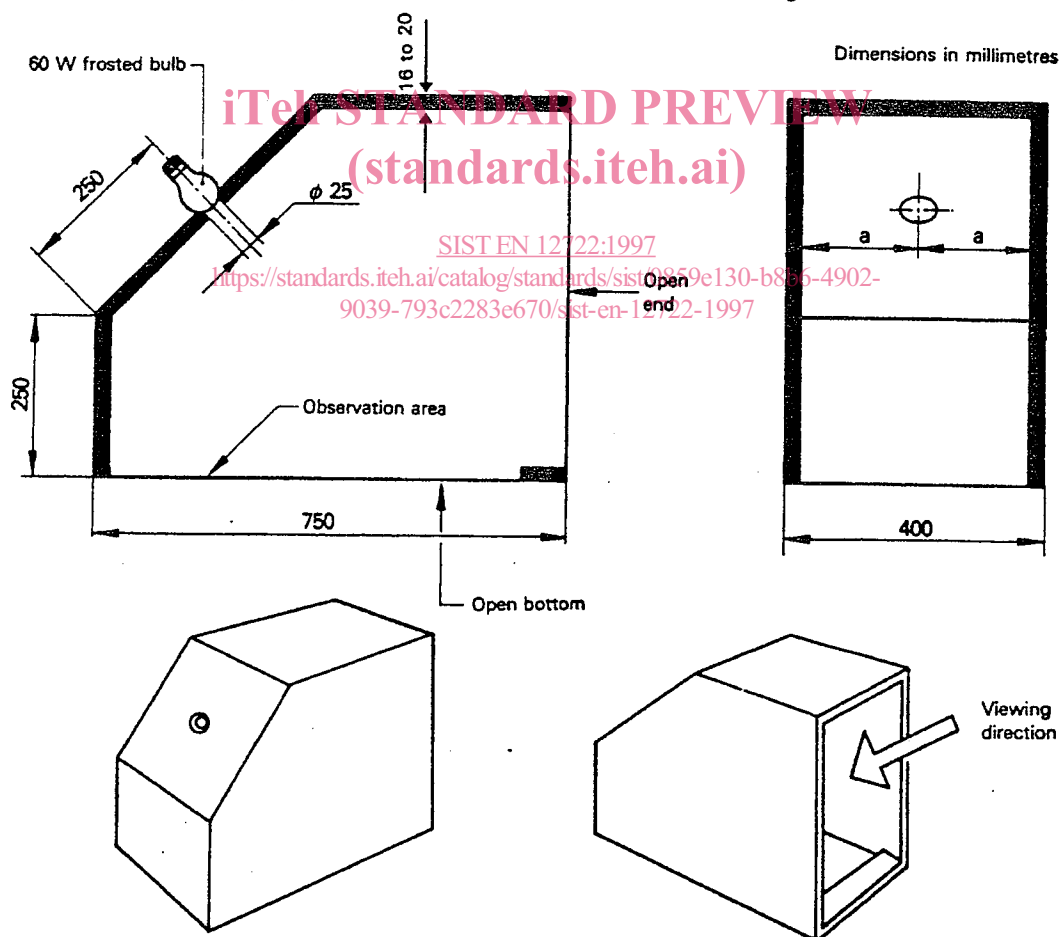 16 to 20
60 W frosted bulb
Dimensions in millimetres
iTeh STANDARD PREVIEW
(standards.iteh.ai)
250
ϕ 25
SIST EN 12722:1997
a a
https://standards.iteh.ai/catalog/standards/sist/9859e130-b8b6-4902-
9039-793c2283e670/sist-en-12722-1997
Open
end
250
Observation area
750
400
Open bottom
Viewing
direction